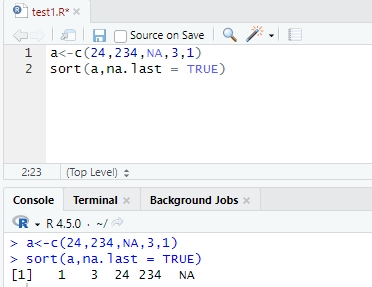 test1.R*
Source on Save
1 a<-c(24,234,NA,3,1)
2 sort(a,na.last = TRUE)
2:23 (Top Level)
Console Terminal Background Jobs
R R 4.5.0 · ~/
> a<-c(24,234,NA,3,1)
> sort(a,na.last = TRUE)
[1] 1 3 24 234 NA